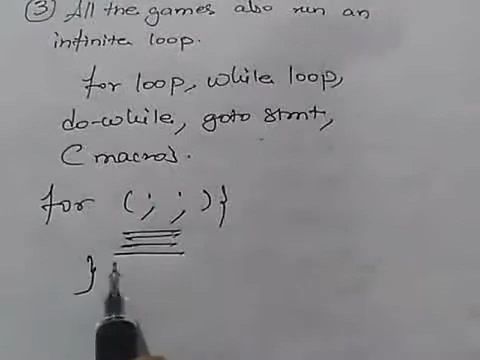 ③ All the games also run an
infinite loop.
for loop, while loop,
do-while, goto stmt,
C macros.
for (; ;) }
}